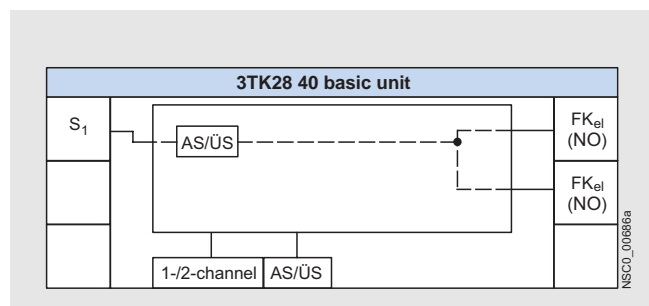 3TK28 40 basic unit
S1
AS/ÜS
FKel
(NO)
FKel
(NO)
1-/2-channel
AS/ÜS
NSC0_00686a